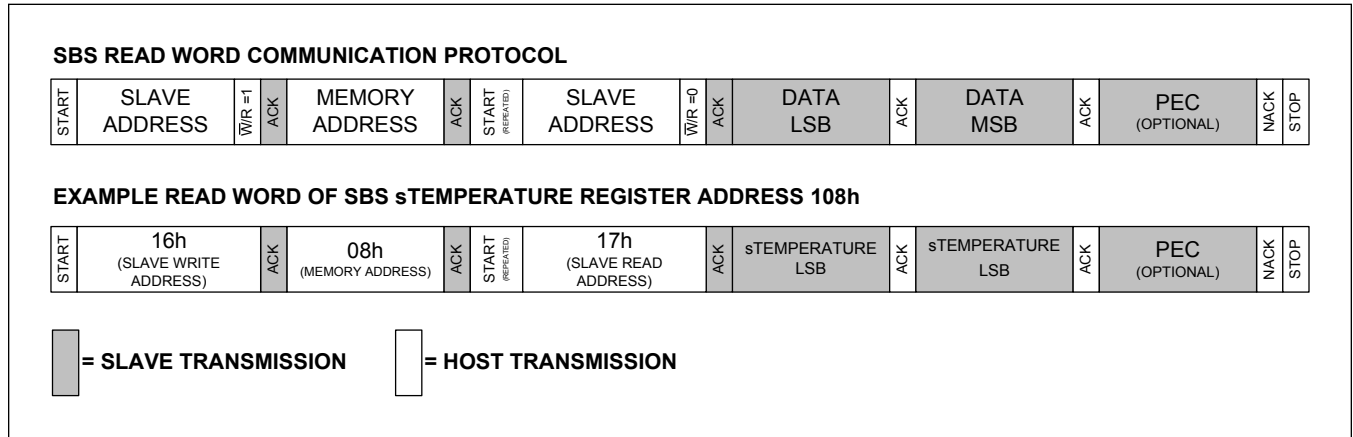 SBS READ WORD COMMUNICATION PROTOCOL
START
SLAVE
ADDRESS
W̅/R =1
ACK
MEMORY
ADDRESS
ACK
START
(REPEATED)
SLAVE
ADDRESS
W̅/R =0
ACK
DATA
LSB
ACK
DATA
MSB
ACK
PEC
(OPTIONAL)
NACK
STOP
EXAMPLE READ WORD OF SBS sTEMPERATURE REGISTER ADDRESS 108h
START
16h
(SLAVE WRITE
ADDRESS)
ACK
08h
(MEMORY ADDRESS)
ACK
START
(REPEATED)
17h
(SLAVE READ
ADDRESS)
ACK
sTEMPERATURE
LSB
ACK
sTEMPERATURE
LSB
ACK
PEC
(OPTIONAL)
NACK
STOP
= SLAVE TRANSMISSION
= HOST TRANSMISSION